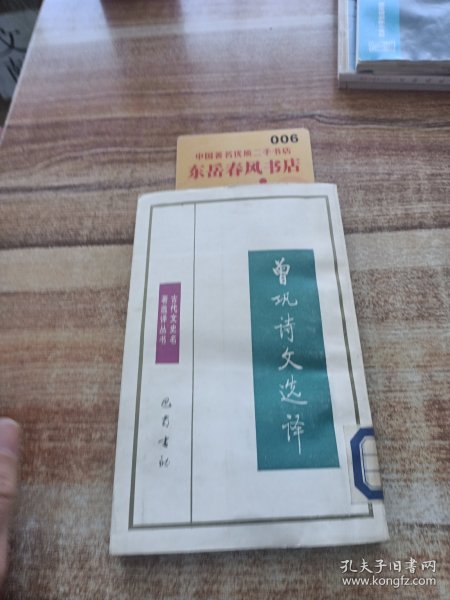 006
中国著名优质二手书店
东岳春风书店
曾巩诗文选译
古代文史名
著选译丛书
巴蜀书社
孔夫子旧书网
www.kongfz.com